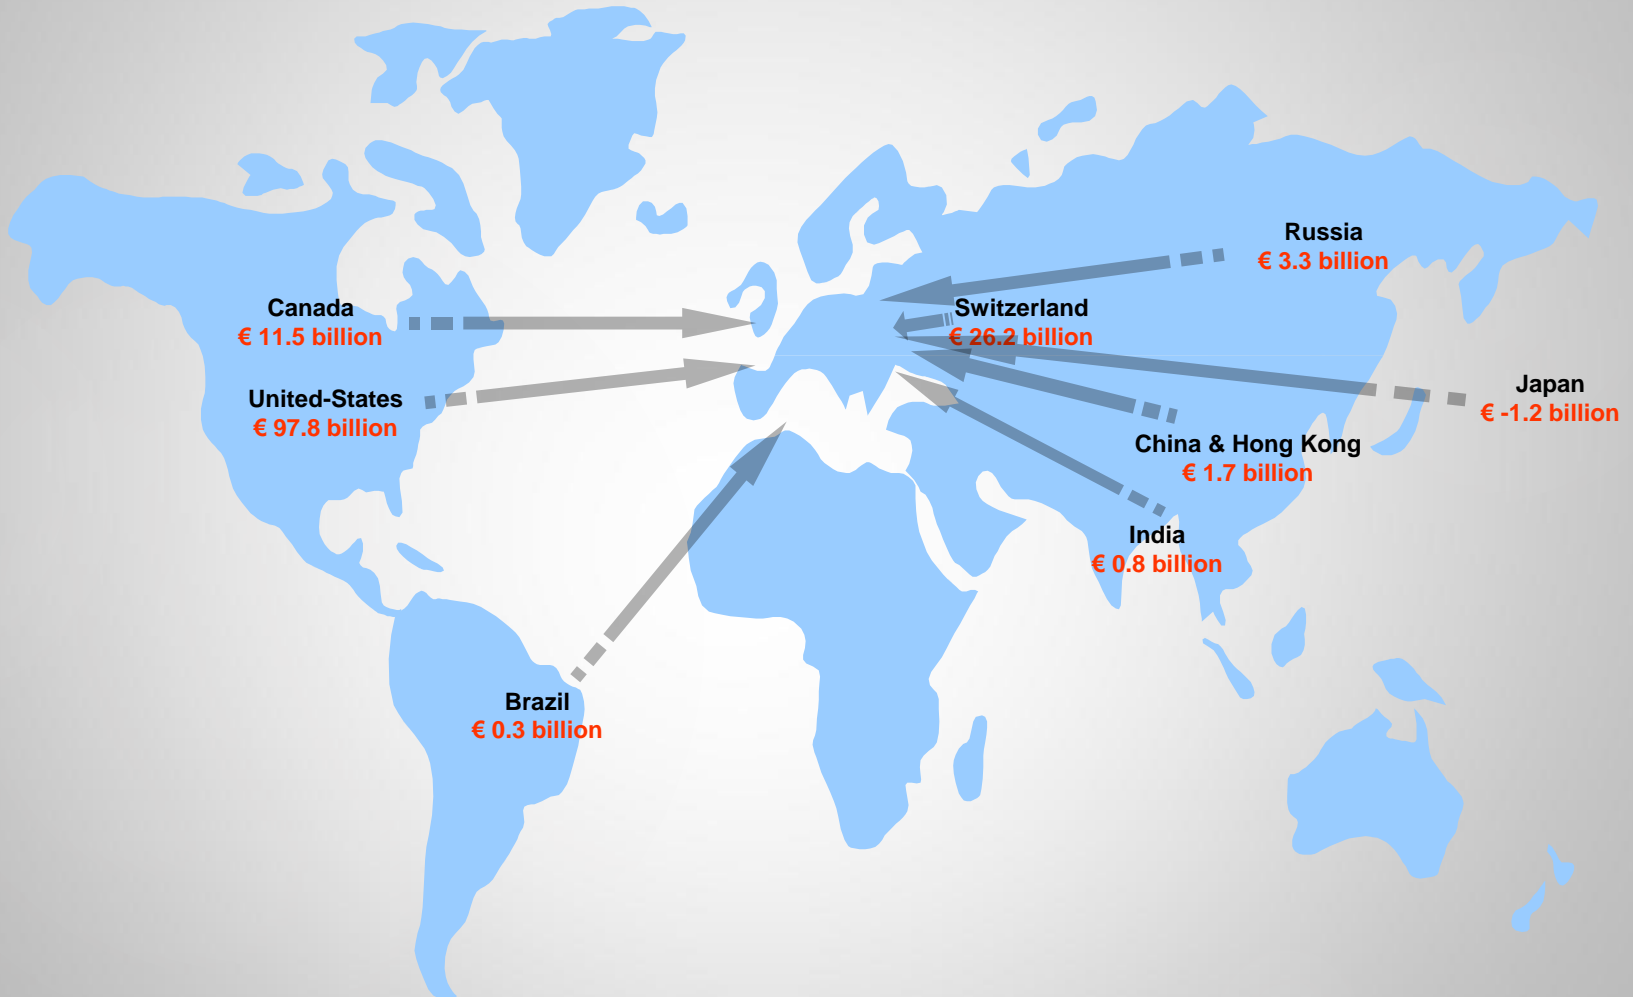 Russia
€ 3.3 billion
Canada
€ 11.5 billion
Switzerland
€ 26.2 billion
United-States
€ 97.8 billion
Japan
€ -1.2 billion
China & Hong Kong
€ 1.7 billion
India
€ 0.8 billion
Brazil
€ 0.3 billion